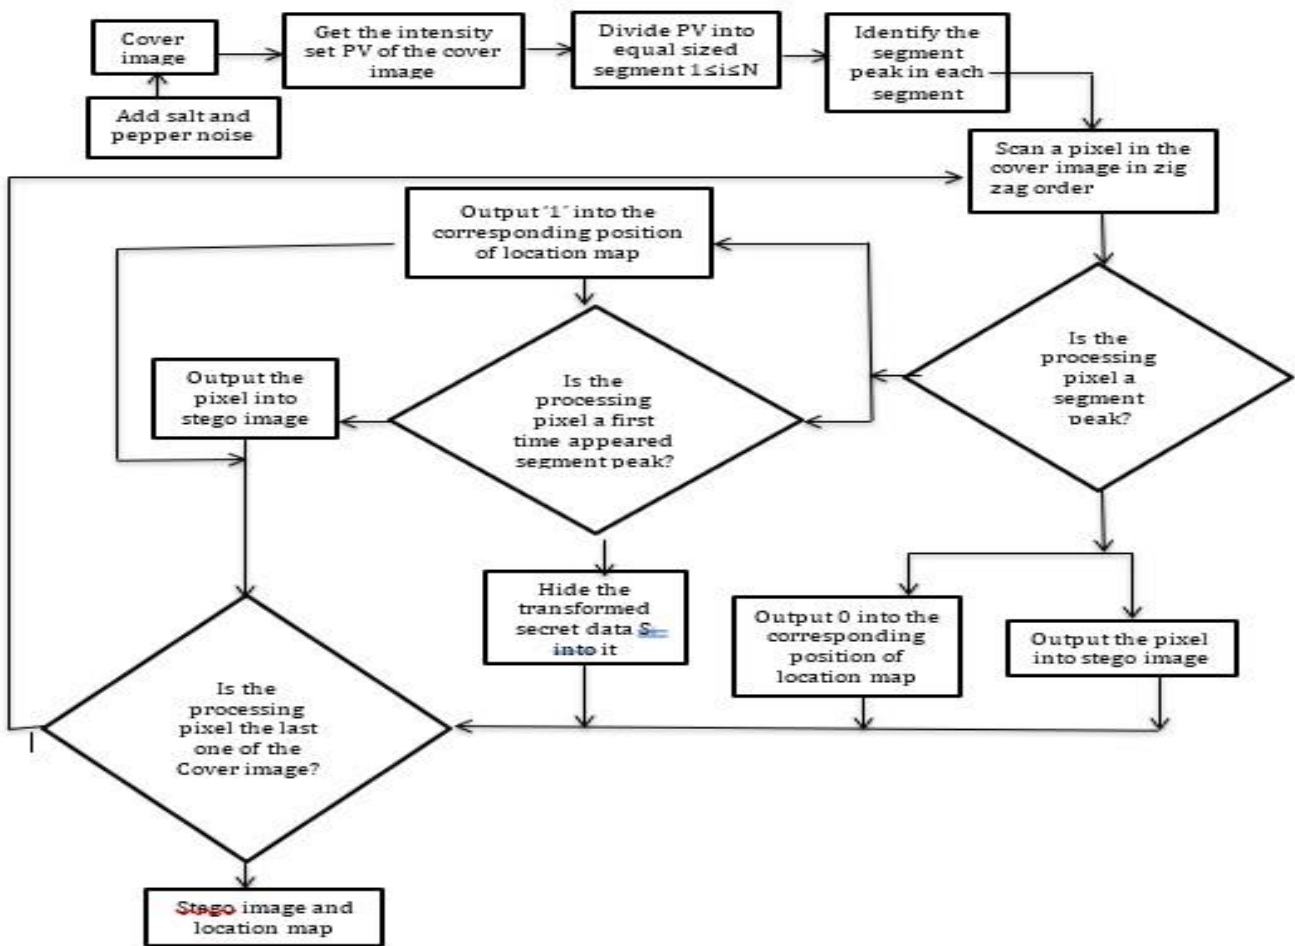 Cover
image
Get the intensity
set PV of the cover
image
Divide PV into
equal sized
segment 1≤i≤N
Identify the
segment
peak in each
segment
Add salt and
pepper noise
Scan a pixel in the
cover image in zig
zag order
Output ‘1’ into the
corresponding position
of location map
Is the
processing
pixel a
segment
peak?
Output the
pixel into
stego image
Is the
processing
pixel a first
time appeared
segment peak?
Hide the
transformed
secret data S
into it
Output 0 into the
corresponding
position of
location map
Output the pixel
into stego image
Is the
processing
pixel the last
one of the
Cover image?
Stego image and
location map